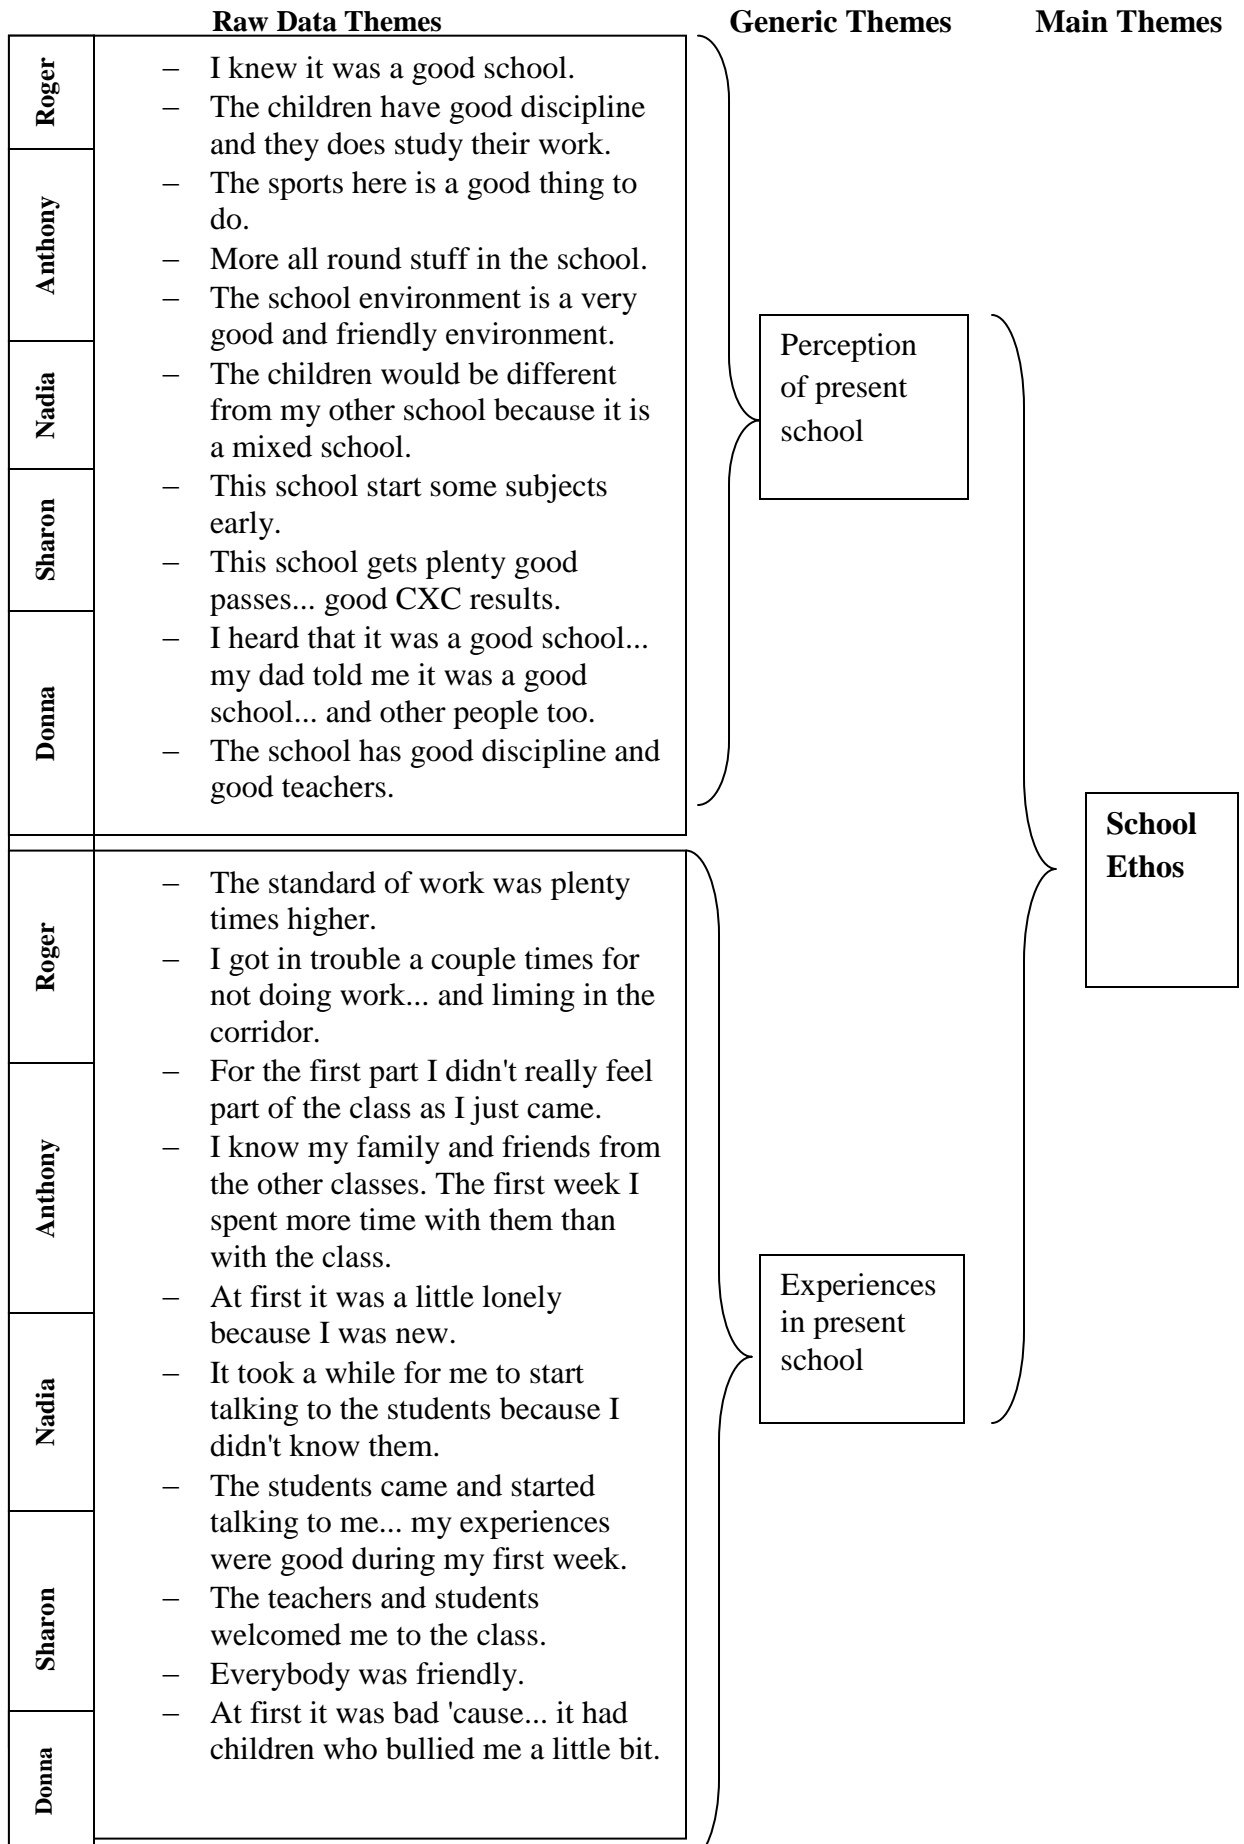 Raw Data Themes Generic Themes Main Themes
Roger
– I knew it was a good school.
– The children have good discipline
and they does study their work.
Anthony
– The sports here is a good thing to
do.
– More all round stuff in the school.
– The school environment is a very
good and friendly environment.
Nadia
– The children would be different
from my other school because it is
a mixed school.
Sharon
– This school start some subjects
early.
– This school gets plenty good
passes... good CXC results.
Donna
– I heard that it was a good school...
my dad told me it was a good
school... and other people too.
– The school has good discipline and
good teachers.
Perception
of present
school
School
Ethos
Roger
– The standard of work was plenty
times higher.
– I got in trouble a couple times for
not doing work... and liming in the
corridor.
Anthony
– For the first part I didn't really feel
part of the class as I just came.
– I know my family and friends from
the other classes. The first week I
spent more time with them than
with the class.
Nadia
– At first it was a little lonely
because I was new.
– It took a while for me to start
talking to the students because I
didn't know them.
Sharon
– The students came and started
talking to me... my experiences
were good during my first week.
– The teachers and students
welcomed me to the class.
– Everybody was friendly.
Donna
– At first it was bad 'cause... it had
children who bullied me a little bit.
Experiences
in present
school